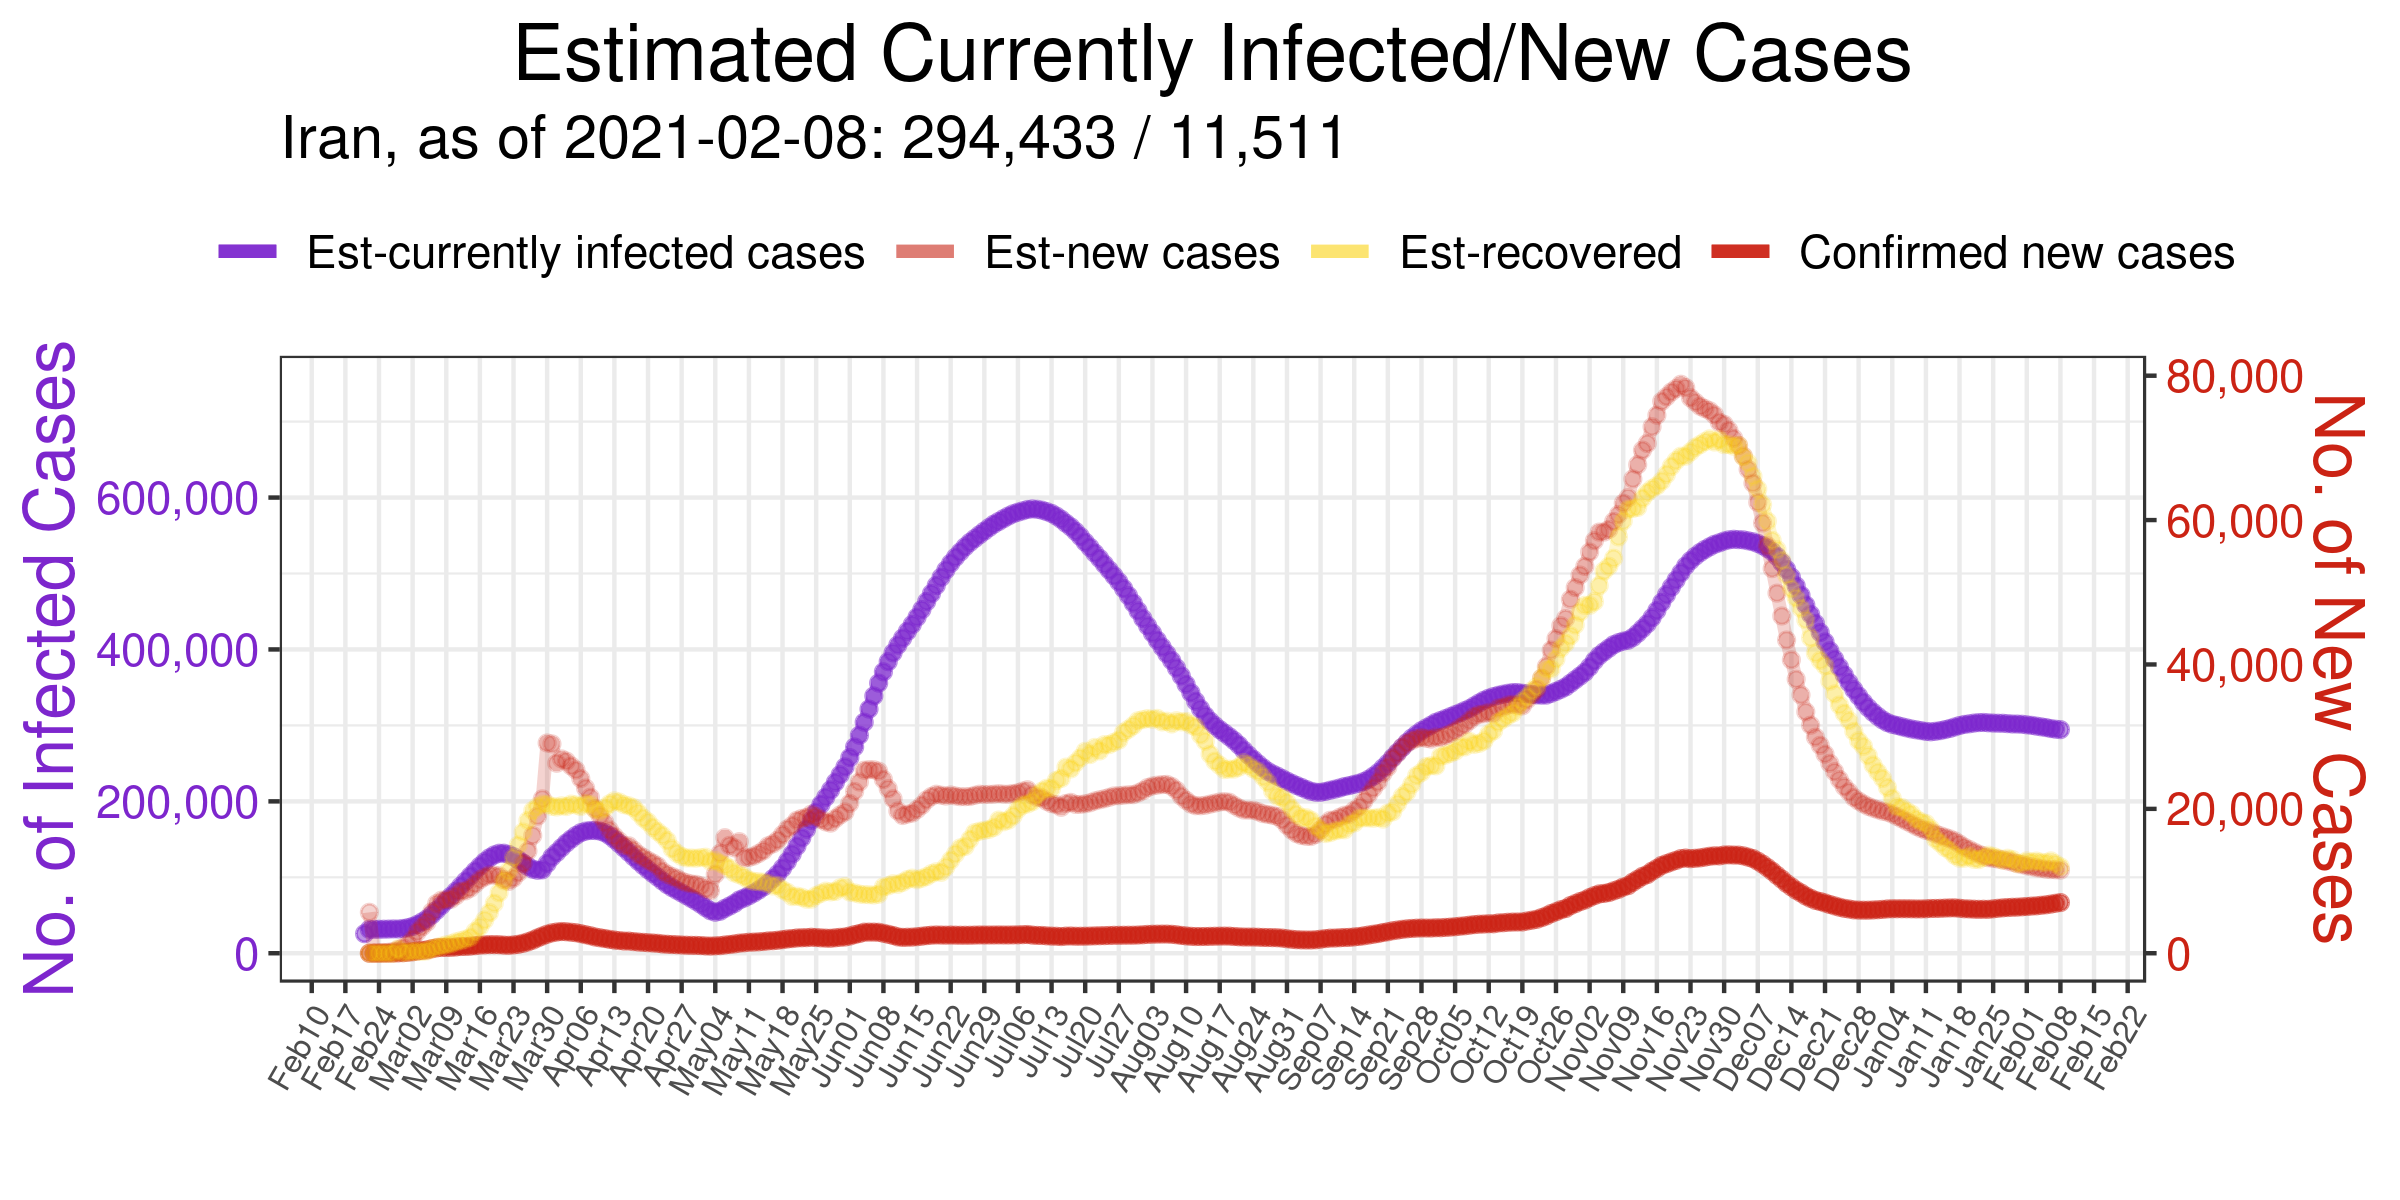 Estimated Currently Infected/New Cases
Iran, as of 2021-02-08: 294,433 / 11,511
Est-currently infected cases Est-new cases Est-recovered Confirmed new cases
No. of Infected Cases
600,000
400,000
200,000
0
80,000
60,000
40,000
20,000
0
No. of New Cases
Feb10 Feb17 Feb24 Mar02 Mar09 Mar16 Mar23 Mar30 Apr06 Apr13 Apr20 Apr27 May04 May11 May18 May25 Jun01 Jun08 Jun15 Jun22 Jun29 Jul06 Jul13 Jul20 Jul27 Aug03 Aug10 Aug17 Aug24 Aug31 Sep07 Sep14 Sep21 Sep28 Oct05 Oct12 Oct19 Oct26 Nov02 Nov09 Nov16 Nov23 Nov30 Dec07 Dec14 Dec21 Dec28 Jan04 Jan11 Jan18 Jan25 Feb01 Feb08 Feb15 Feb22